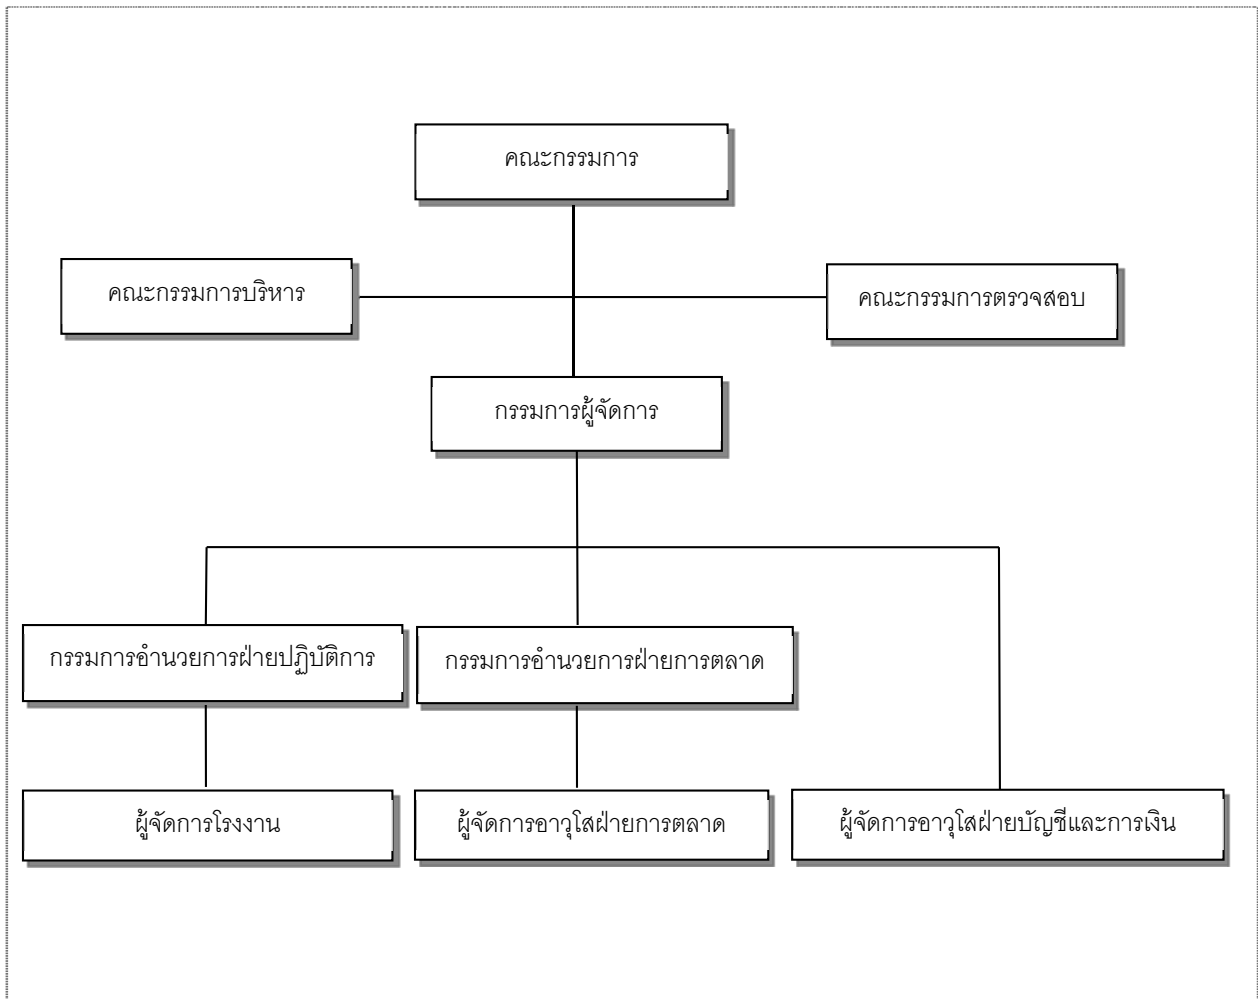 คณะกรรมการ
คณะกรรมการบริหาร
คณะกรรมการตรวจสอบ
กรรมการผู้จัดการ
กรรมการอำนวยการฝ่ายปฏิบัติการ
กรรมการอำนวยการฝ่ายการตลาด
ผู้จัดการโรงงาน
ผู้จัดการอาวุโสฝ่ายการตลาด
ผู้จัดการอาวุโสฝ่ายบัญชีและการเงิน